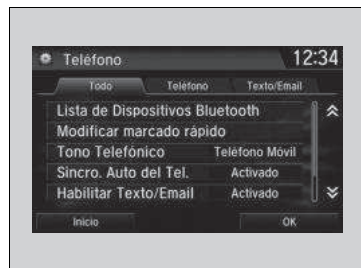 Teléfono 12:34
Todo Teléfono Texto/Email
Lista de Dispositivos Bluetooth
Modificar marcado rápido
Tono Telefónico Teléfono Móvil
Sincro. Auto del Tel. Activado
Habilitar Texto/Email Activado
Inicio OK